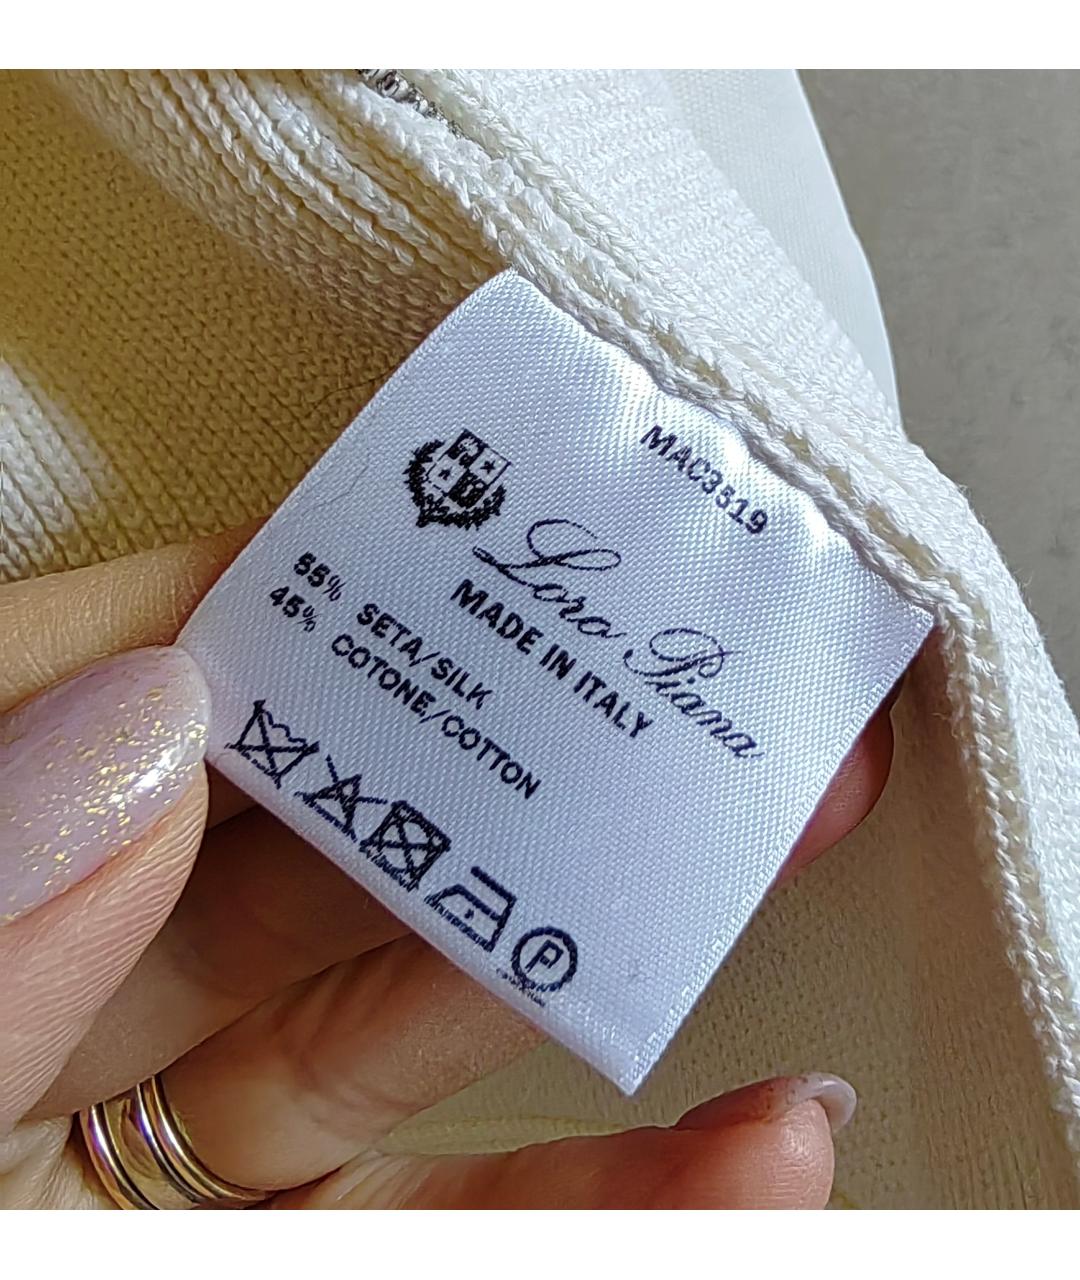 MAC3519
Loro Piana
MADE IN ITALY
55% SETA/SILK
45% COTONE/COTTON
P